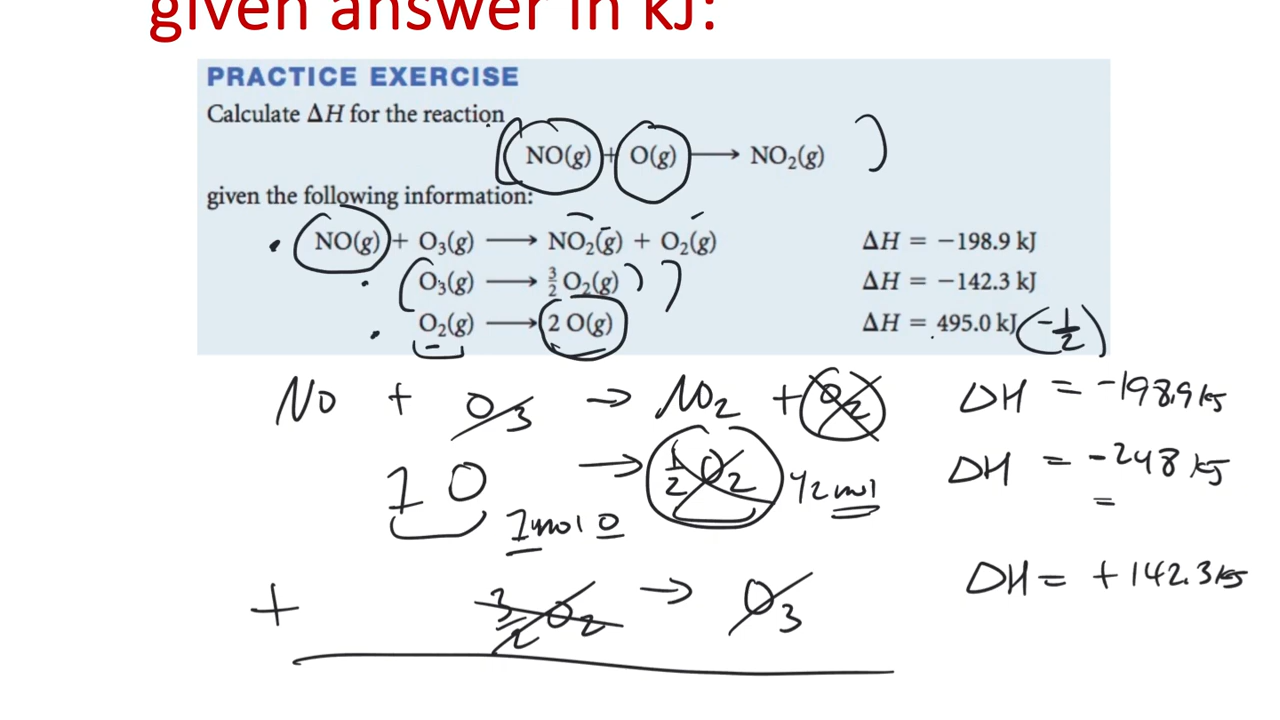 given answer in kJ:
PRACTICE EXERCISE
Calculate ΔH for the reaction
NO(g) + O(g) ⟶ NO₂(g)
given the following information:
NO(g) + O₃(g) ⟶ NO₂(g) + O₂(g) ΔH = −198.9 kJ
O₃(g) ⟶ 3/2 O₂(g) ΔH = −142.3 kJ
O₂(g) ⟶ 2 O(g) ΔH = 495.0 kJ (-1/2)
NO + O₃ → NO₂ + O₂ ΔH = -198.9 kJ
1 O → 1/2 O₂ 1/2 mol ΔH = -248 kJ
1 mol O
+ 3/2 O₂ → O₃ ΔH = +142.3 kJ